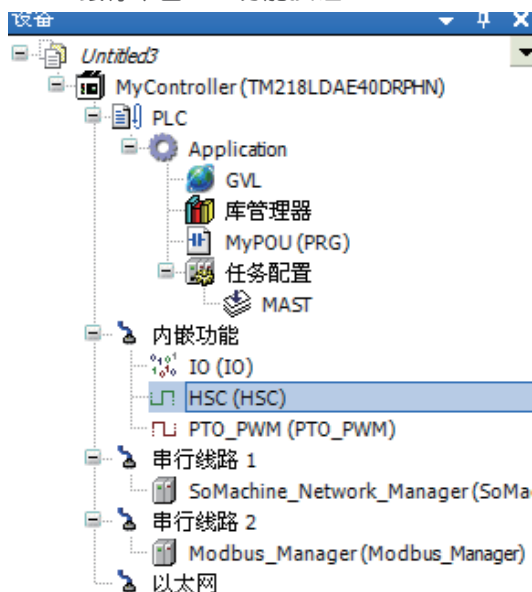 设备
Untitled3
MyController (TM218LDAE40DRPHN)
PLC
Application
GVL
库管理器
MyPOU (PRG)
任务配置
MAST
内嵌功能
IO (IO)
HSC (HSC)
PTO_PWM (PTO_PWM)
串行线路 1
SoMachine_Network_Manager (SoMa
串行线路 2
Modbus_Manager (Modbus_Manager)
以太网